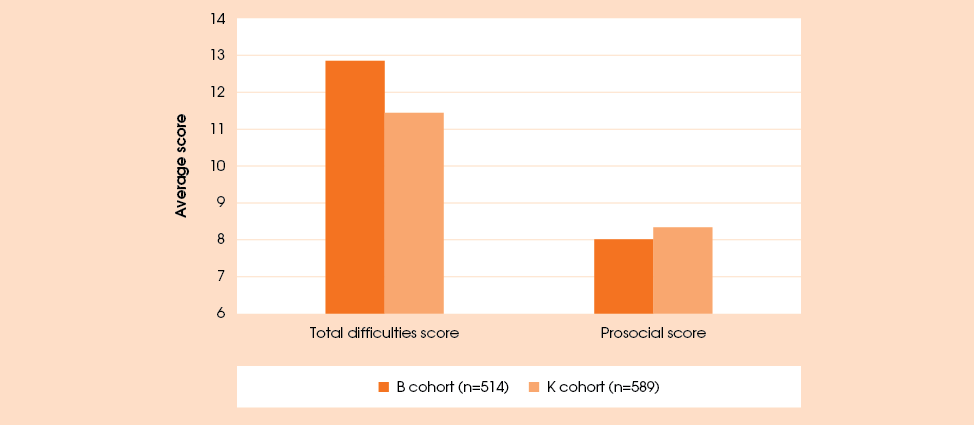 14
13
12
11
10
9
8
7
6
Average score
Total difficulties score
Prosocial score
B cohort (n=514)
K cohort (n=589)